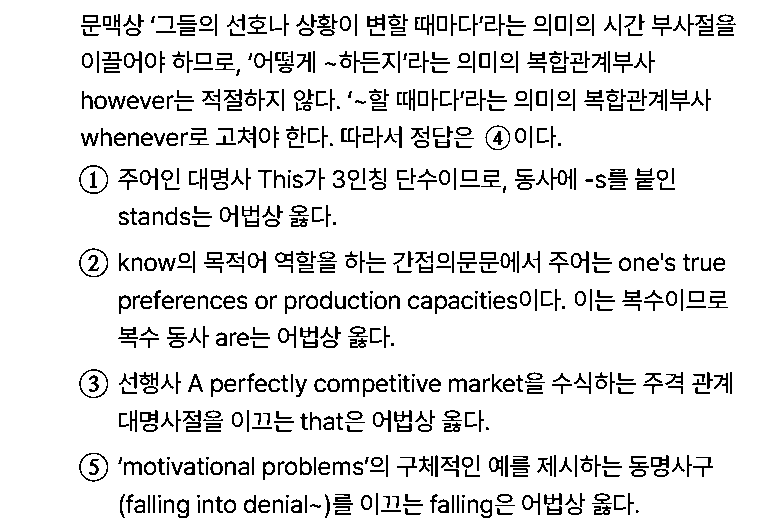 문맥상 ‘그들의 선호나 상황이 변할 때마다’라는 의미의 시간 부사절을
이끌어야 하므로, ‘어떻게 ~하든지’라는 의미의 복합관계부사
however는 적절하지 않다. ‘~할 때마다’라는 의미의 복합관계부사
whenever로 고쳐야 한다. 따라서 정답은 ④이다.
① 주어인 대명사 This가 3인칭 단수이므로, 동사에 -s를 붙인
stands는 어법상 옳다.
② know의 목적어 역할을 하는 간접의문문에서 주어는 one's true
preferences or production capacities이다. 이는 복수이므로
복수 동사 are는 어법상 옳다.
③ 선행사 A perfectly competitive market을 수식하는 주격 관계
대명사절을 이끄는 that은 어법상 옳다.
⑤ ‘motivational problems’의 구체적인 예를 제시하는 동명사구
(falling into denial~)를 이끄는 falling은 어법상 옳다.